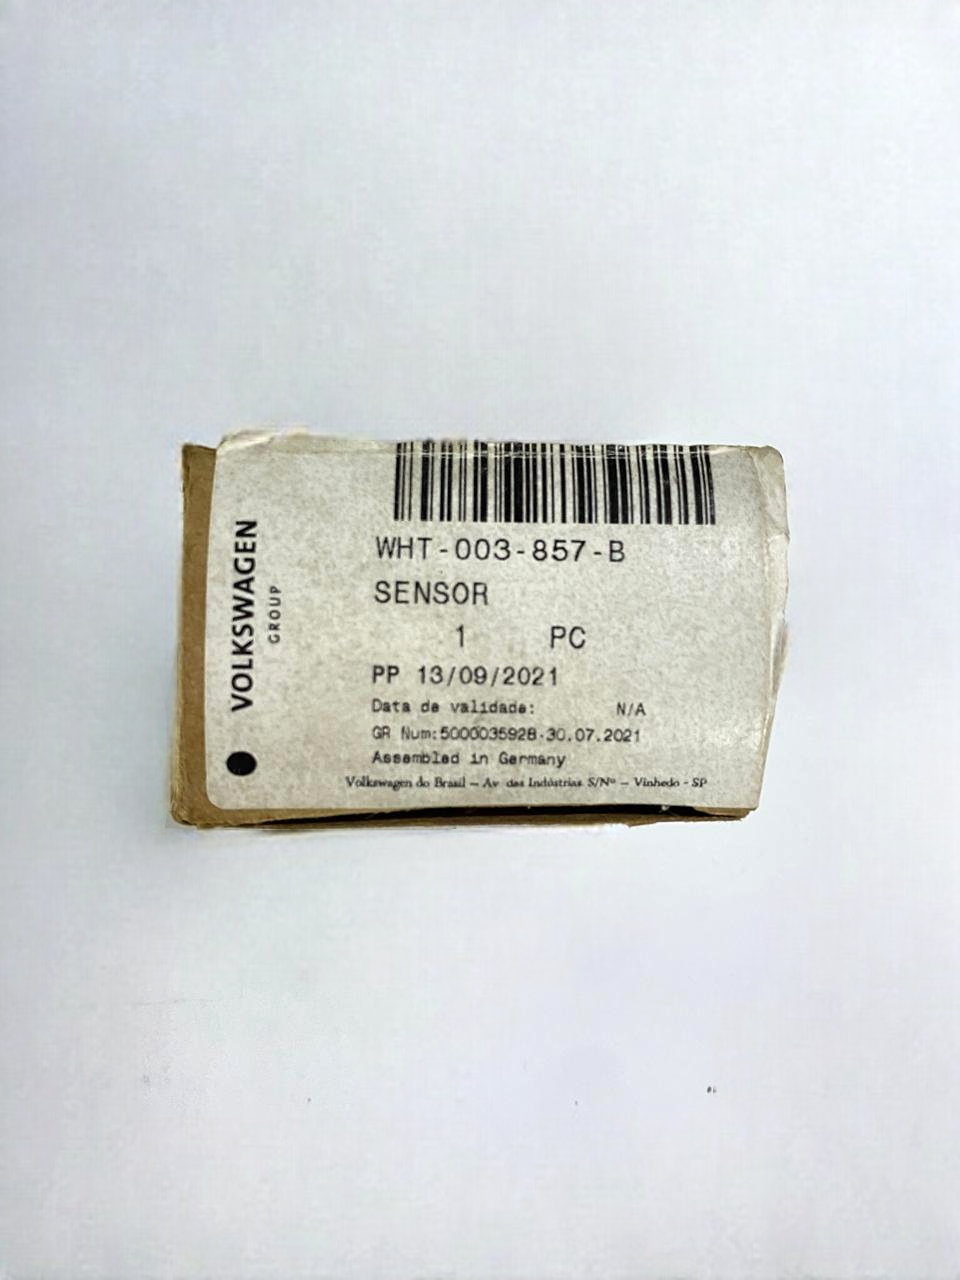 VOLKSWAGEN
GROUP
WHT-003-857-B
SENSOR
1 PC
PP 13/09/2021
Data de validade: N/A
GR Num:5000035928-30.07.2021
Assembled in Germany
Volkswagen do Brasil – Av das Indústrias S/Nº – Vinhedo - SP